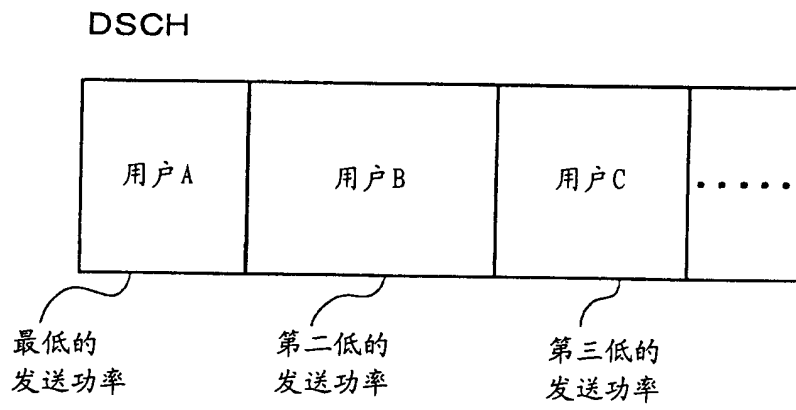 DSCH
用户A
用户B
用户C
.....
最低的
发送功率
第二低的
发送功率
第三低的
发送功率